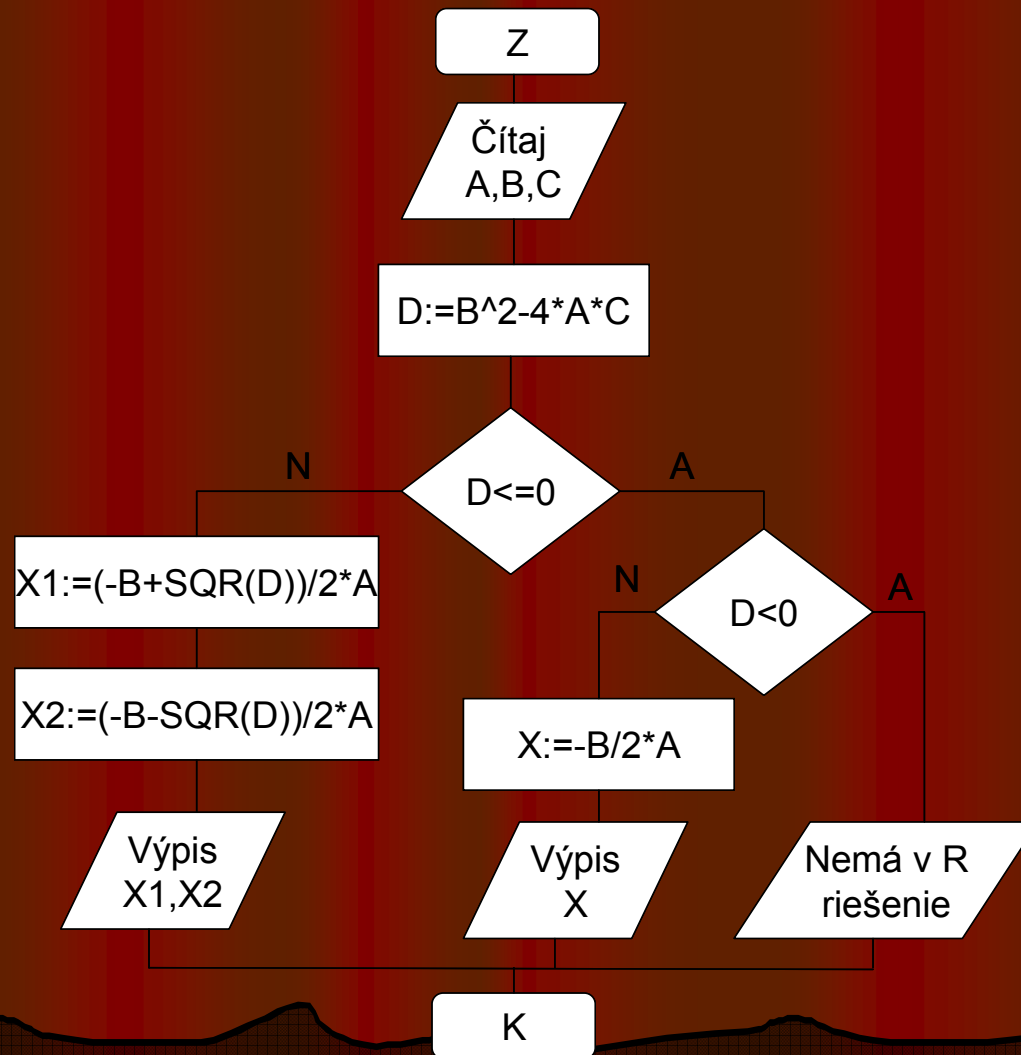 Z
Čítaj
A,B,C
D:=B^2-4*A*C
N
D<=0
A
X1:=(-B+SQR(D))/2*A
X2:=(-B-SQR(D))/2*A
Výpis
X1,X2
N
D<0
A
X:=-B/2*A
Výpis
X
Nemá v R
riešenie
K